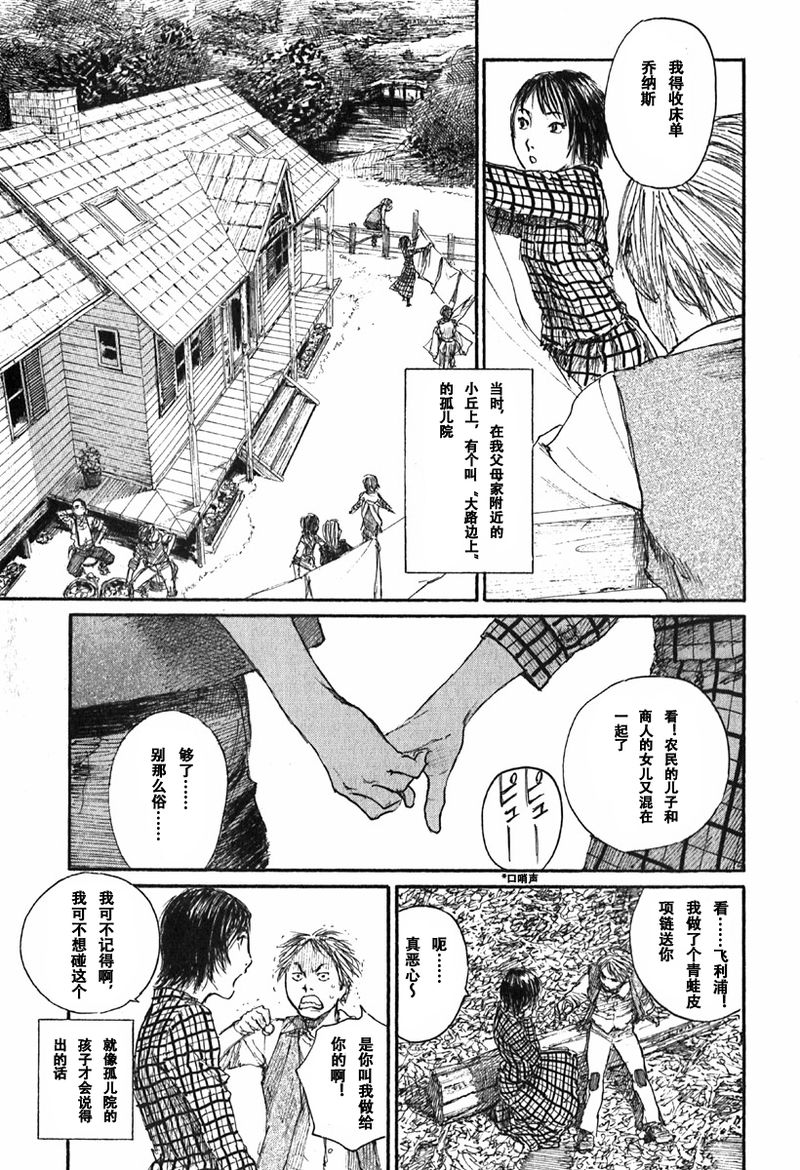 我得收床单
乔纳斯
当时，在我父母家附近的
小丘上，有个叫“大路边上”
的孤儿院
看！农民的儿子和
商人的女儿又混在
一起了
ピューピュー
*口哨声
够了……
别那么俗……
看……飞利浦！
我做了个青蛙皮
项链送你
呃……
真恶心～
是你叫我做给
你的啊！
我可不记得啊，
我可不想碰这个
就像孤儿院的
孩子才会说得
出的话